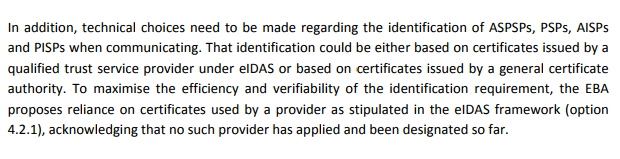 In addition, technical choices need to be made regarding the identification of ASPSPs, PSPs, AISPs
and PISPs when communicating. That identification could be either based on certificates issued by a
qualified trust service provider under eIDAS or based on certificates issued by a general certificate
authority. To maximise the efficiency and verifiability of the identification requirement, the EBA
proposes reliance on certificates used by a provider as stipulated in the eIDAS framework (option
4.2.1), acknowledging that no such provider has applied and been designated so far.